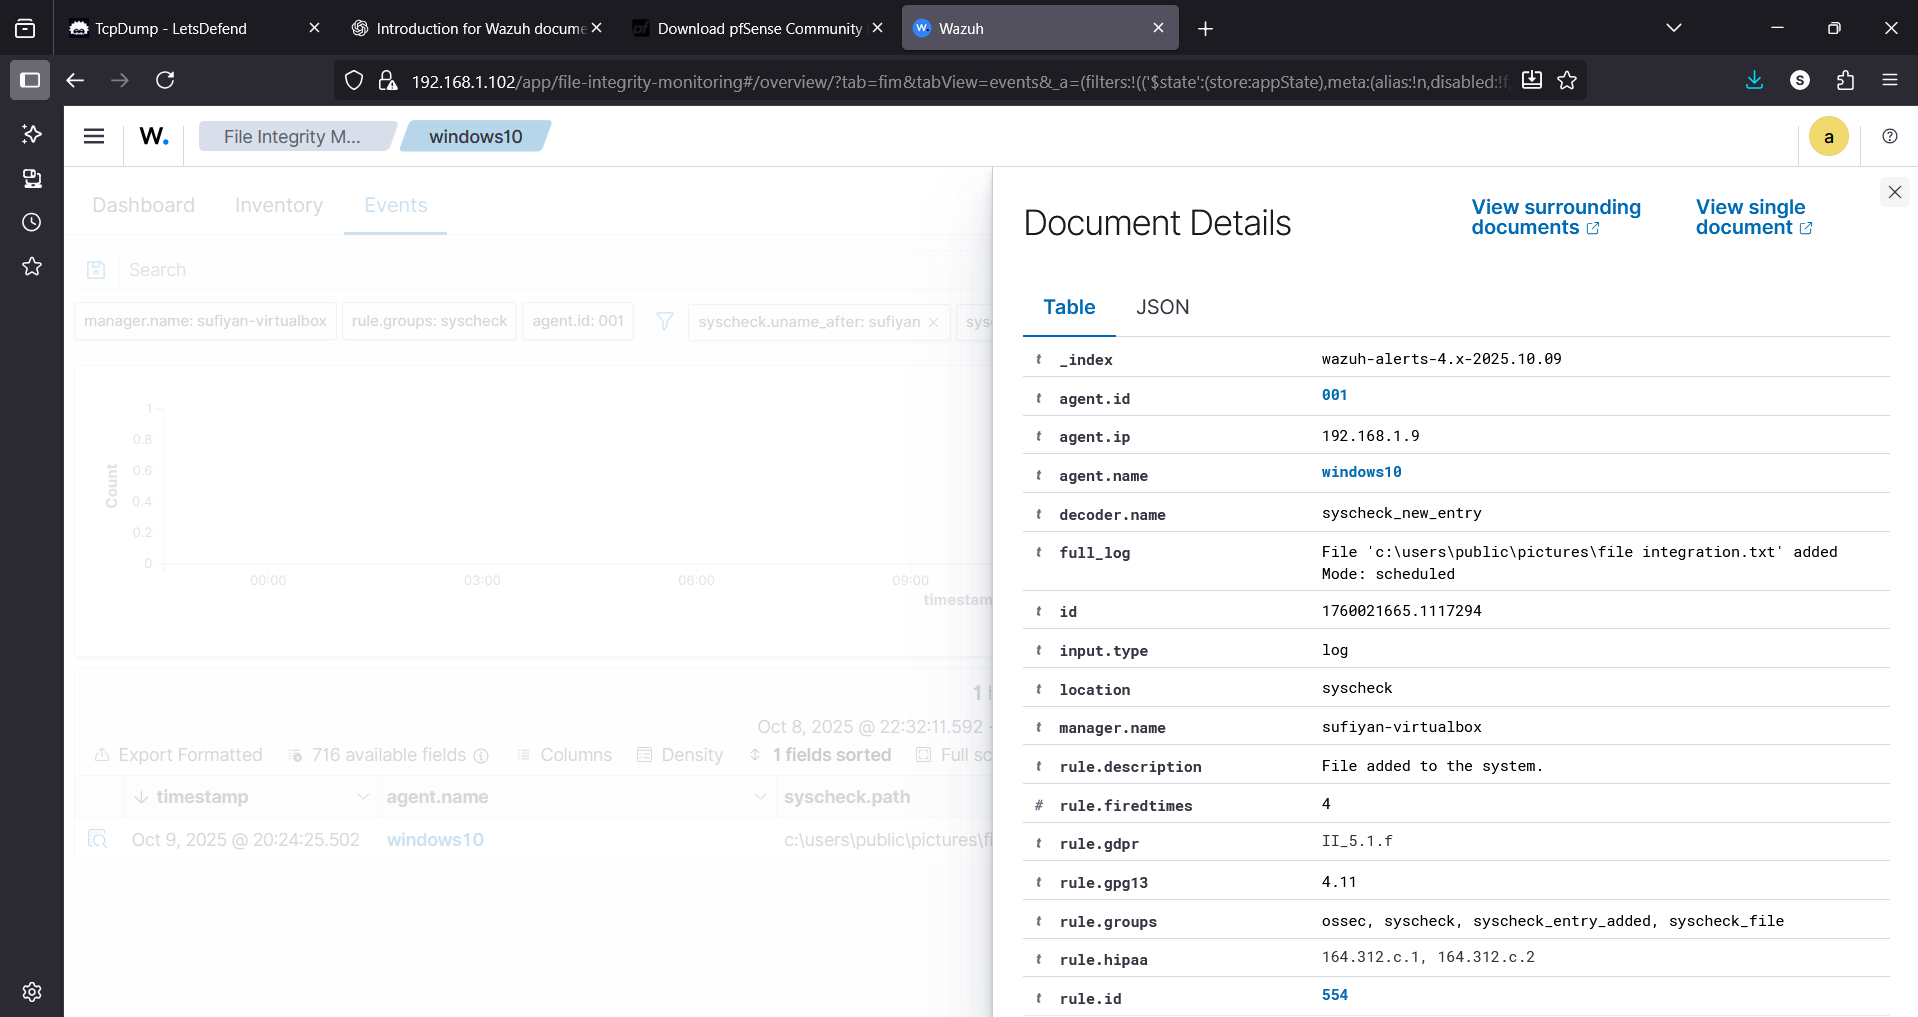 TcpDump - LetsDefend
Introduction for Wazuh docume
Download pfSense Community
Wazuh
192.168.1.102/app/file-integrity-monitoring#/overview/?tab=fim&tabView=events&_a=(filters:!(('$state':(store:appState),meta:(alias:!n,disabled:!f,
S
W.
File Integrity M...
windows10
a
Dashboard
Inventory
Events
Search
manager.name: sufiyan-virtualbox
rule.groups: syscheck
agent.id: 001
syscheck.uname_after: sufiyan
sys
Count
1
0.8
0.6
0.4
0.2
0
00:00
03:00
06:00
09:00
timestam
1 h
Oct 8, 2025 @ 22:32:11.592 -
Export Formatted
716 available fields
Columns
Density
1 fields sorted
Full sc
timestamp
agent.name
syscheck.path
Oct 9, 2025 @ 20:24:25.502
windows10
c:\users\public\pictures\fi
Document Details
View surrounding
documents
View single
document
Table
JSON
t _index wazuh-alerts-4.x-2025.10.09
t agent.id 001
t agent.ip 192.168.1.9
t agent.name windows10
t decoder.name syscheck_new_entry
t full_log File 'c:\users\public\pictures\file integration.txt' added
Mode: scheduled
t id 1760021665.1117294
t input.type log
t location syscheck
t manager.name sufiyan-virtualbox
t rule.description File added to the system.
# rule.firedtimes 4
t rule.gdpr II_5.1.f
t rule.gpg13 4.11
t rule.groups ossec, syscheck, syscheck_entry_added, syscheck_file
t rule.hipaa 164.312.c.1, 164.312.c.2
t rule.id 554